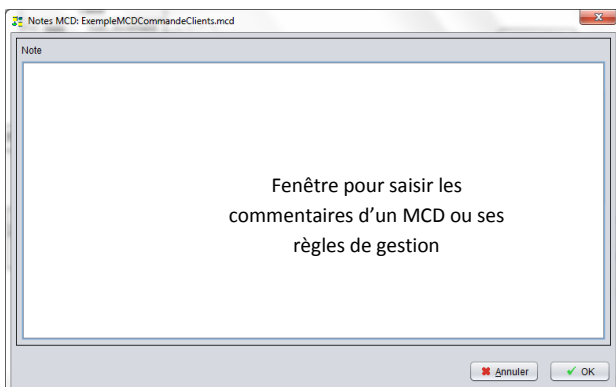 Notes MCD: ExempleMCDCommandeClients.mcd
Note
Fenêtre pour saisir les
commentaires d'un MCD ou ses
règles de gestion
Annuler OK